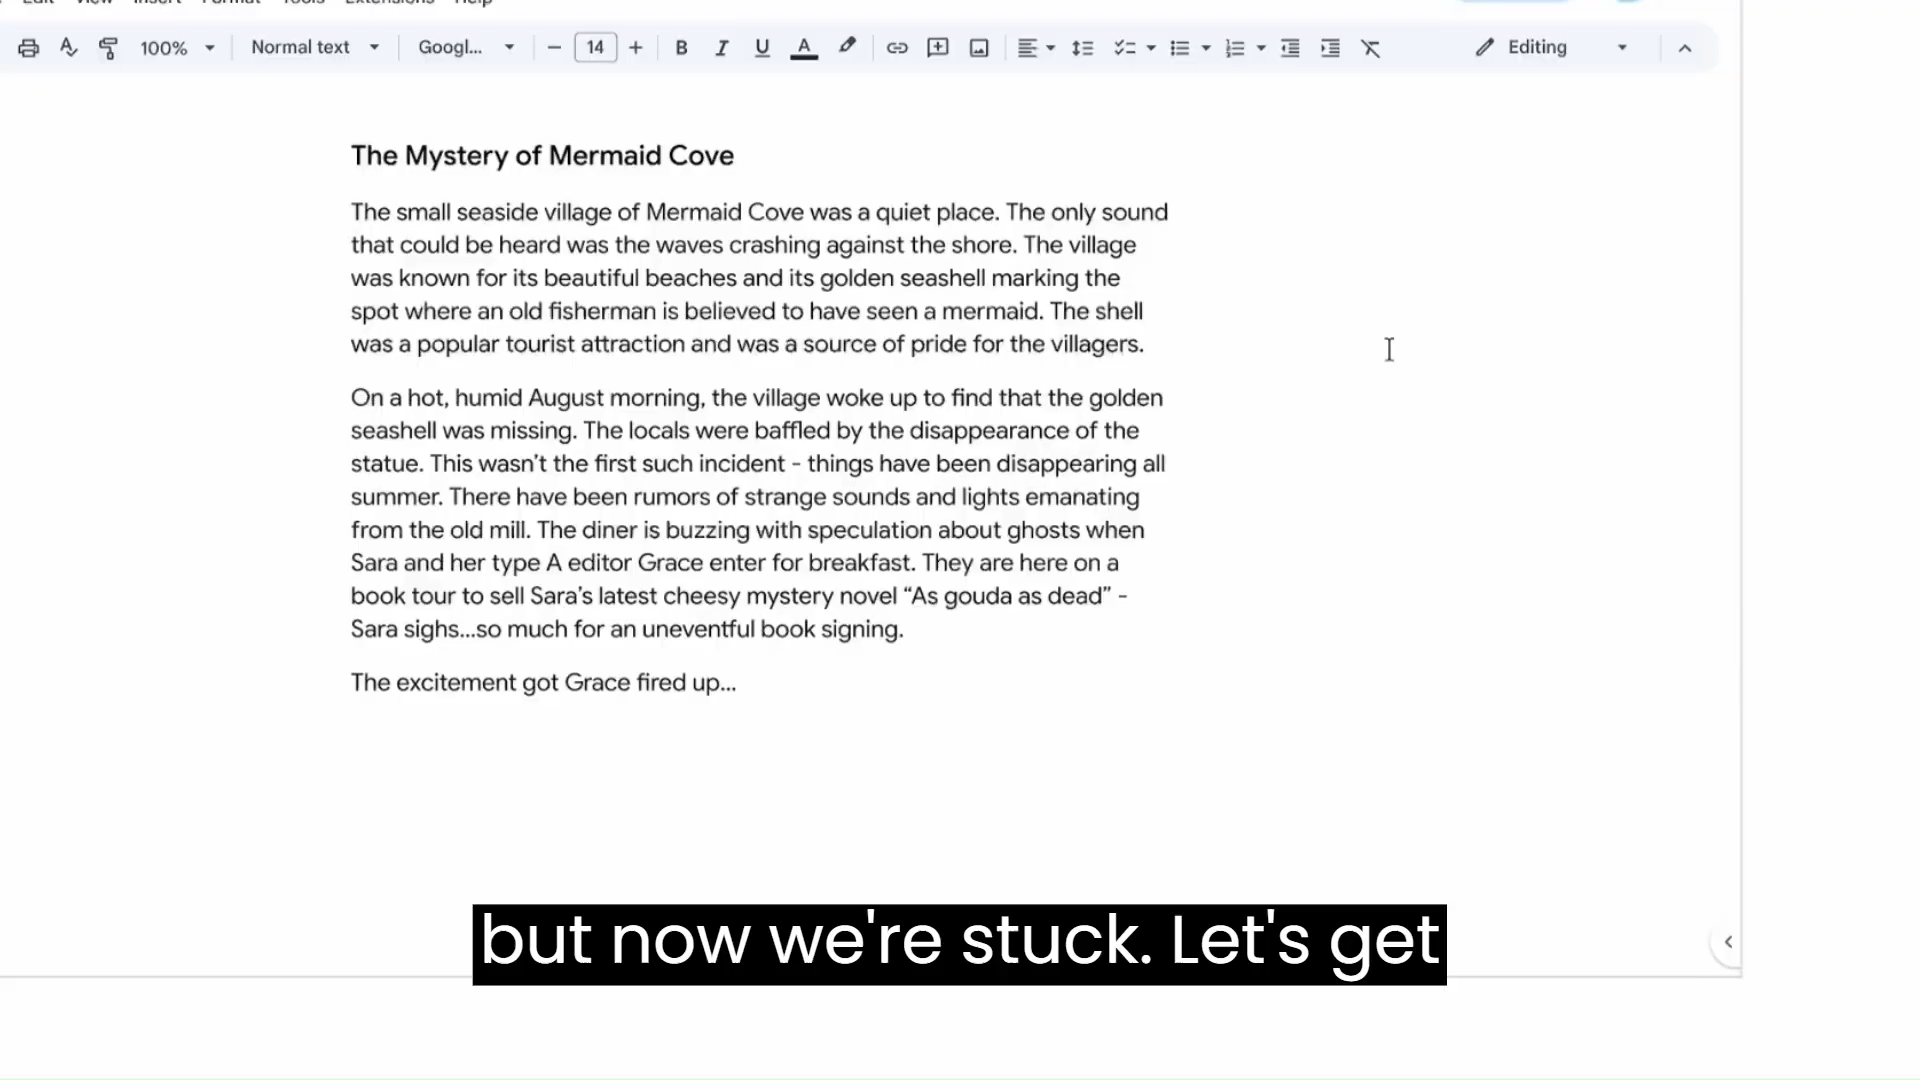 Edit View Insert Format Tools Extensions Help
100% Normal text Googl... 14 B I U A Editing
The Mystery of Mermaid Cove
The small seaside village of Mermaid Cove was a quiet place. The only sound
that could be heard was the waves crashing against the shore. The village
was known for its beautiful beaches and its golden seashell marking the
spot where an old fisherman is believed to have seen a mermaid. The shell
was a popular tourist attraction and was a source of pride for the villagers.
On a hot, humid August morning, the village woke up to find that the golden
seashell was missing. The locals were baffled by the disappearance of the
statue. This wasn't the first such incident - things have been disappearing all
summer. There have been rumors of strange sounds and lights emanating
from the old mill. The diner is buzzing with speculation about ghosts when
Sara and her type A editor Grace enter for breakfast. They are here on a
book tour to sell Sara's latest cheesy mystery novel “As gouda as dead” -
Sara sighs...so much for an uneventful book signing.
The excitement got Grace fired up...
but now we're stuck. Let's get